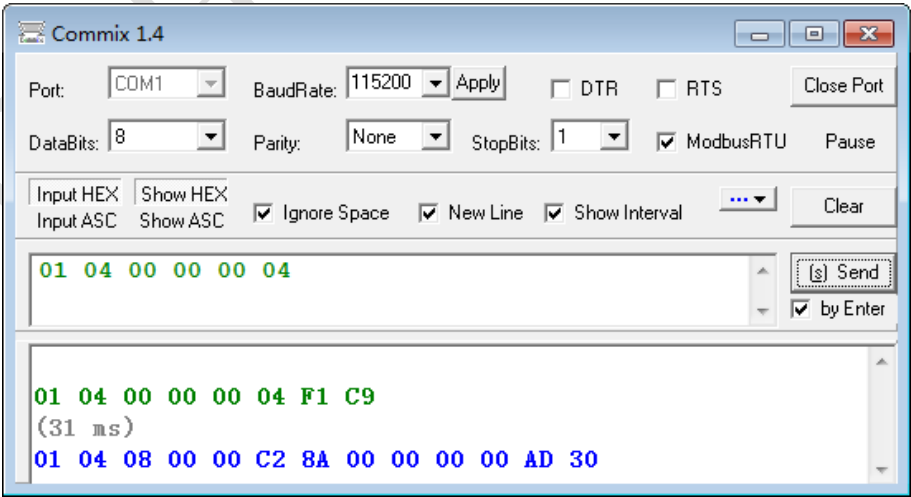 Commix 1.4
Port: COM1 BaudRate: 115200 Apply DTR RTS Close Port
DataBits: 8 Parity: None StopBits: 1 ModbusRTU Pause
Input HEX Show HEX
Input ASC Show ASC Ignore Space New Line Show Interval ... Clear
01 04 00 00 00 04 (s) Send
by Enter
01 04 00 00 00 04 F1 C9
(31 ms)
01 04 08 00 00 C2 8A 00 00 00 00 AD 30